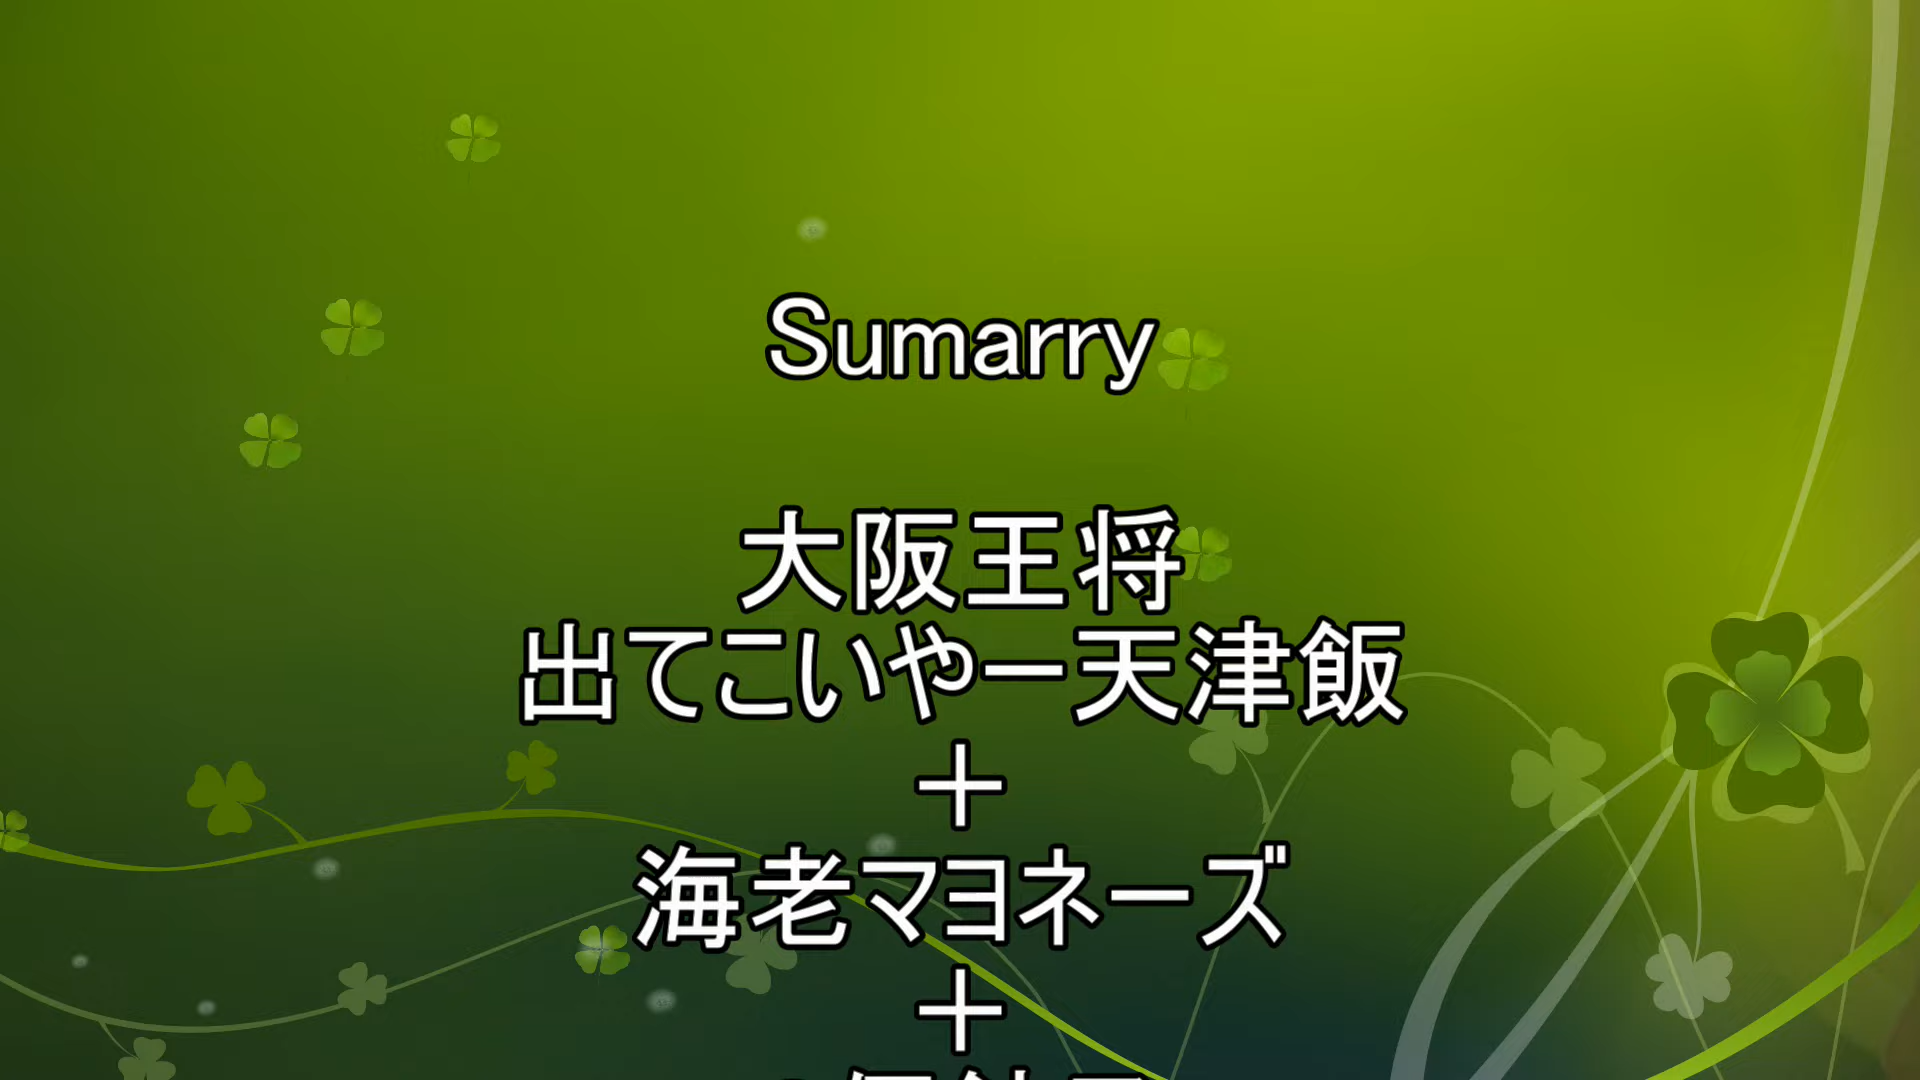 Sumarry
大阪王将
出てこいやー天津飯
＋
海老マヨネーズ
＋